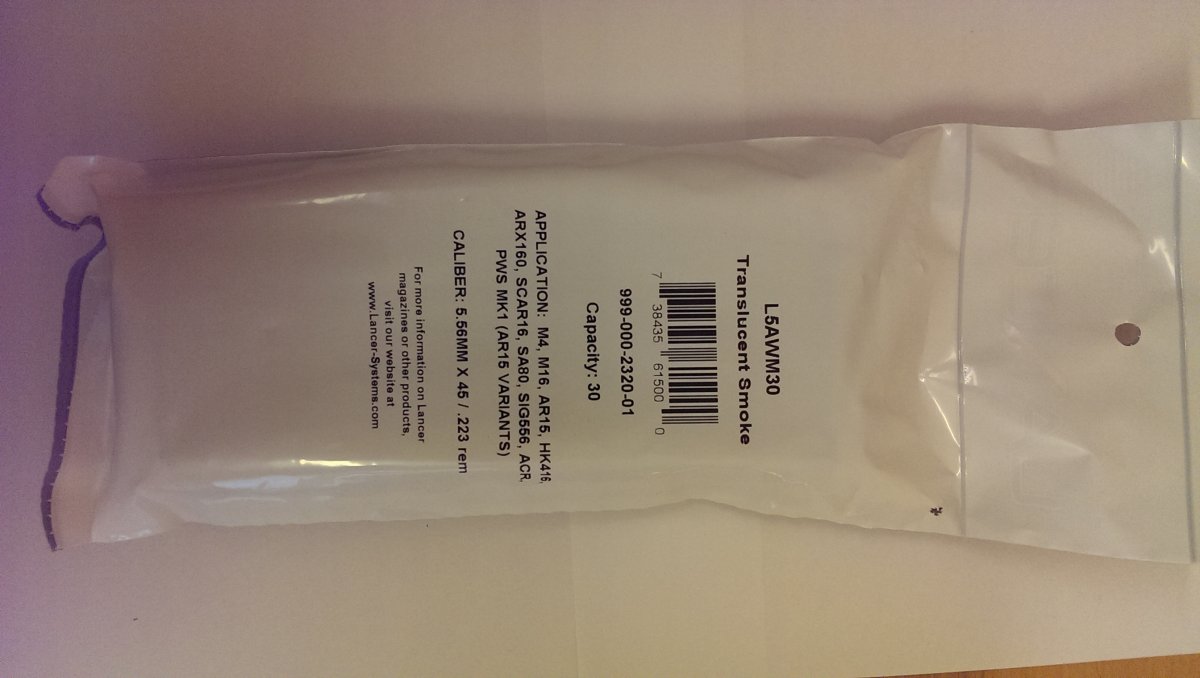 L5AWM30
Translucent Smoke
7 38435 61500 0
999-000-2320-01
Capacity: 30
APPLICATION: M4, M16, AR15, HK416,
ARX160, SCAR16, SA80, SIG556, ACR,
PWS MK1 (AR15 VARIANTS)
CALIBER: 5.56MM X 45 / .223 rem
For more information on Lancer
magazines or other products,
visit our website at
www.Lancer-Systems.com